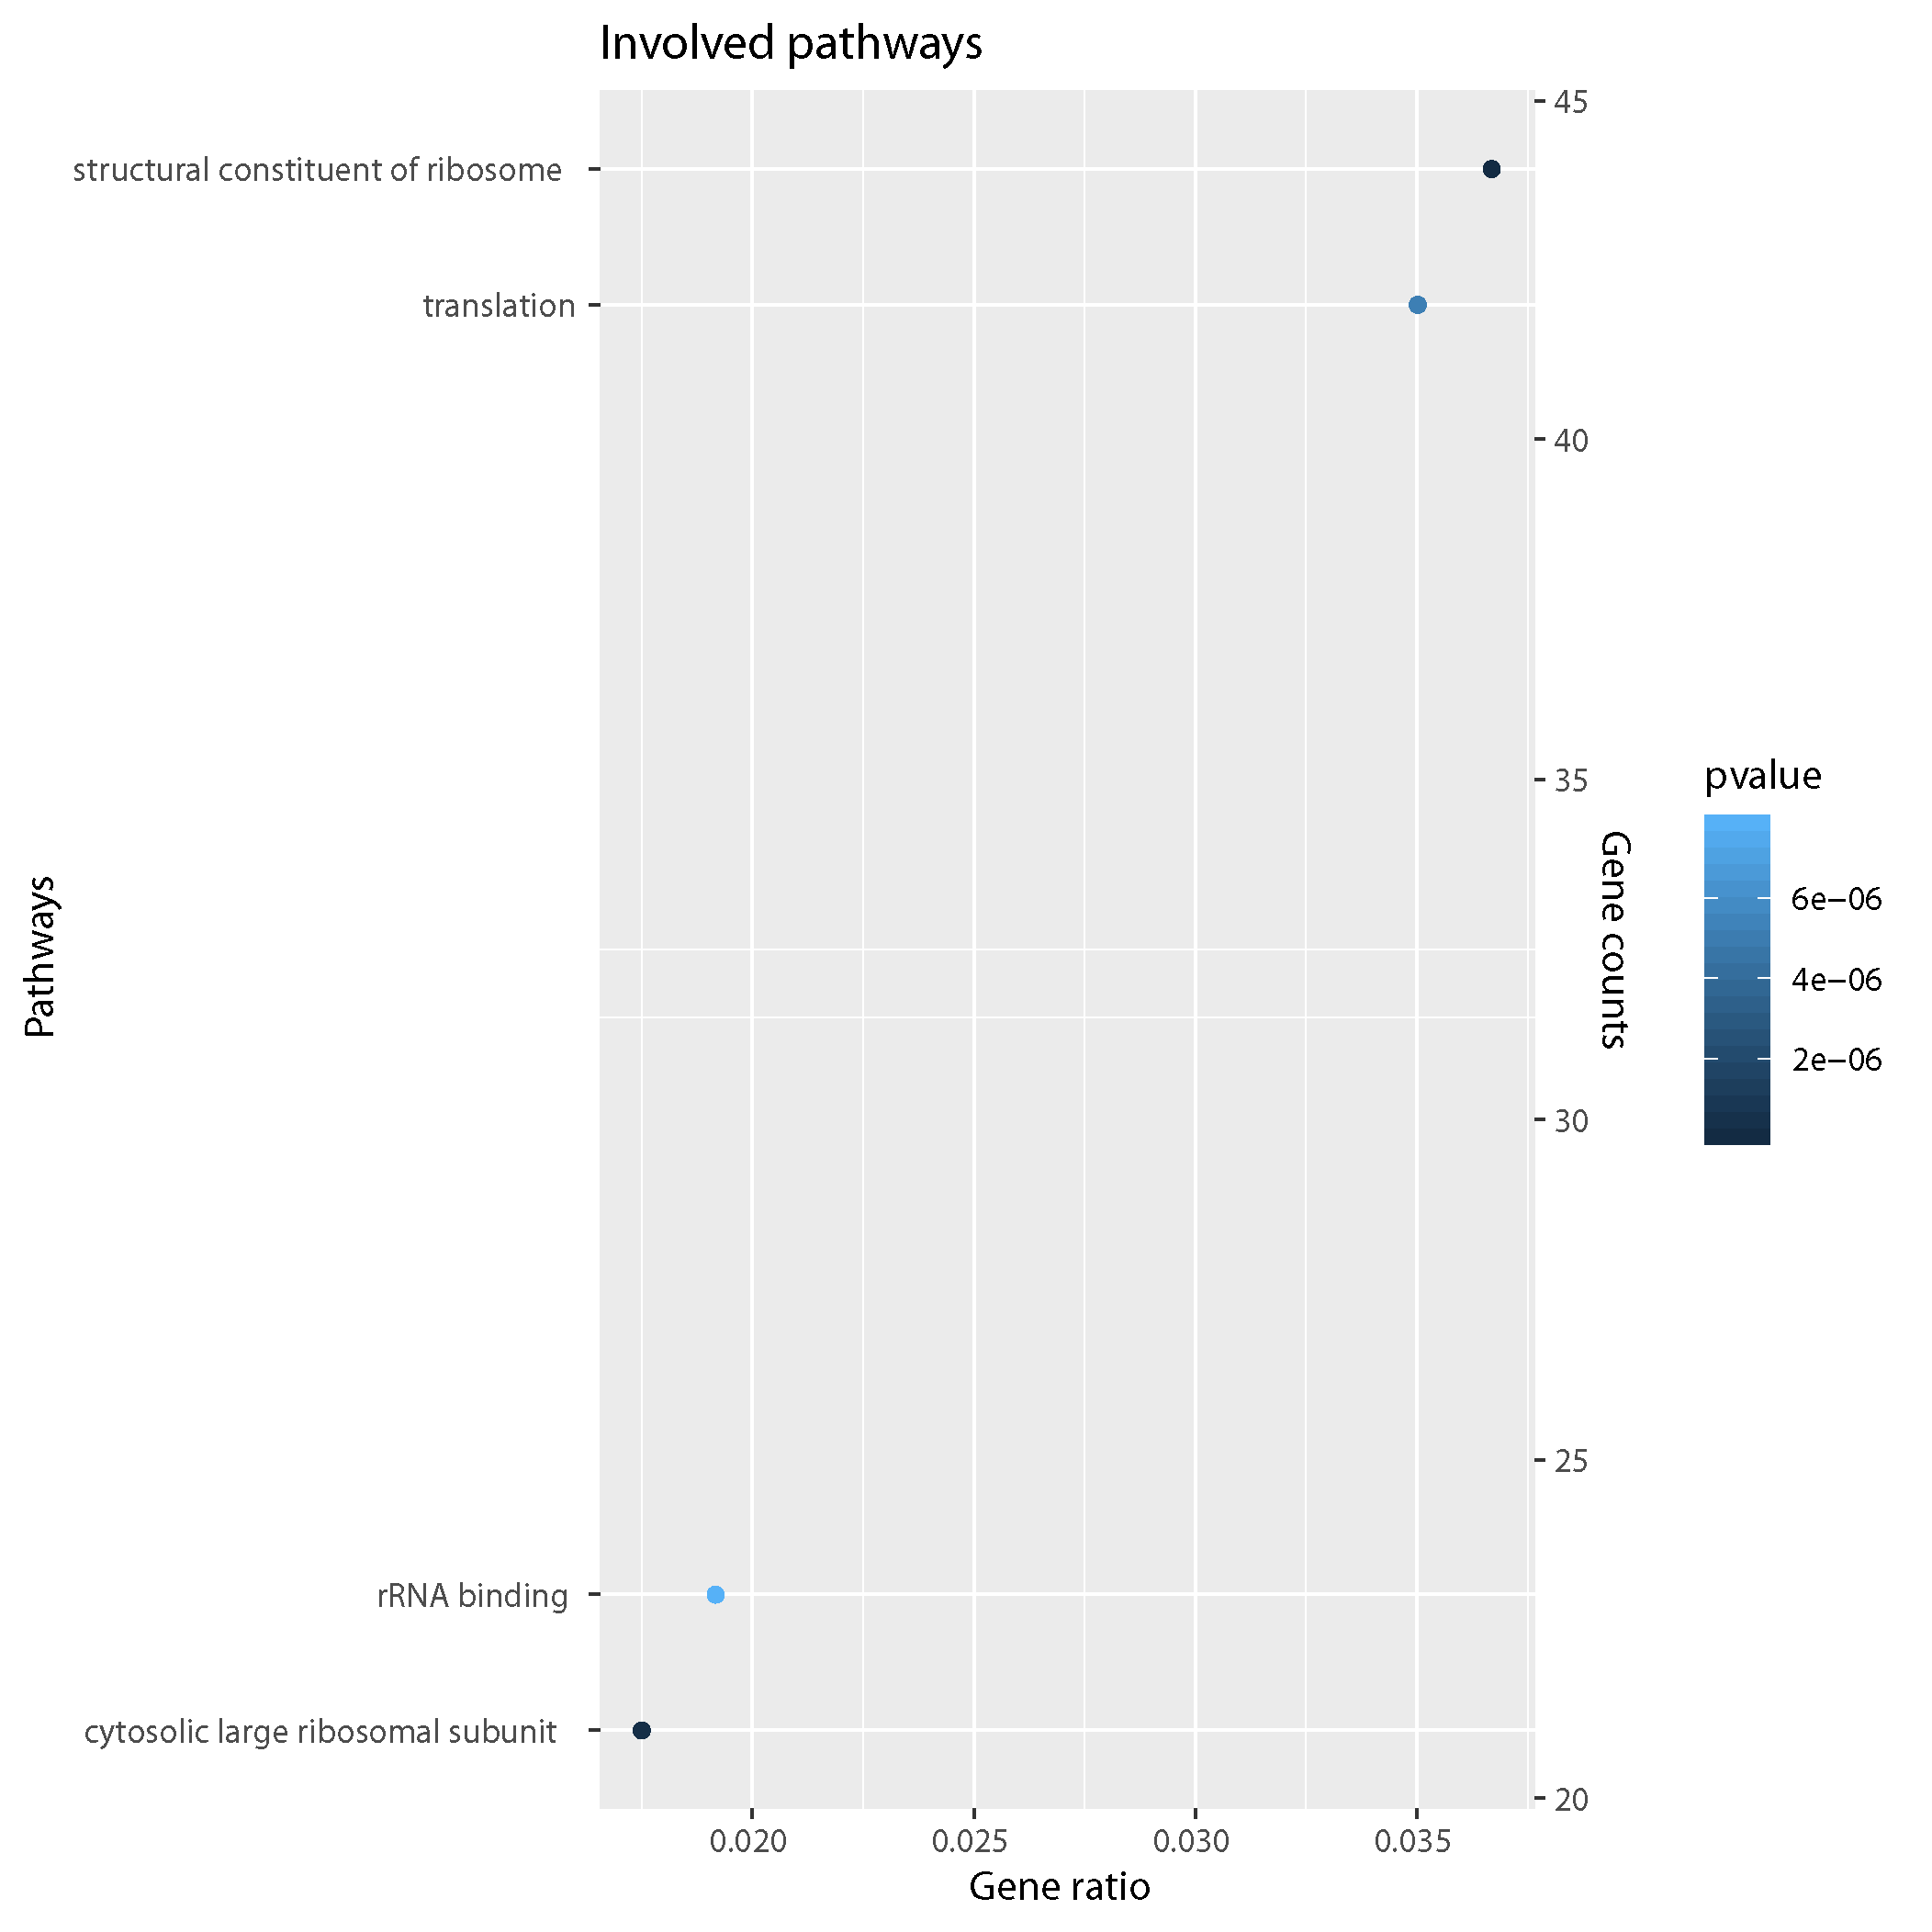 Involved pathways
structural constituent of ribosome
translation
rRNA binding
cytosolic large ribosomal subunit
Pathways
45
40
35
30
25
20
Gene counts
0.020
0.025
0.030
0.035
Gene ratio
pvalue
6e−06
4e−06
2e−06